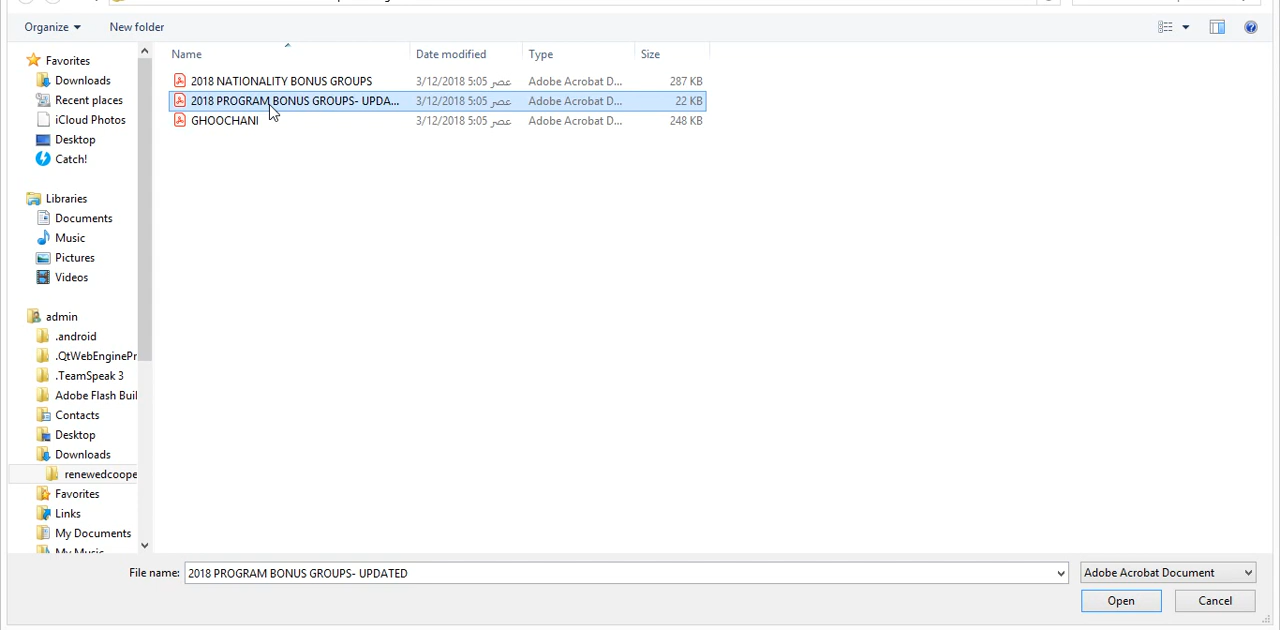 Organize New folder
Name Date modified Type Size
2018 NATIONALITY BONUS GROUPS 3/12/2018 5:05 عصر Adobe Acrobat D... 287 KB
2018 PROGRAM BONUS GROUPS- UPDA... 3/12/2018 5:05 عصر Adobe Acrobat D... 22 KB
GHOOCHANI 3/12/2018 5:05 عصر Adobe Acrobat D... 248 KB
Favorites
Downloads
Recent places
iCloud Photos
Desktop
Catch!
Libraries
Documents
Music
Pictures
Videos
admin
.android
.QtWebEnginePr
.TeamSpeak 3
Adobe Flash Buil
Contacts
Desktop
Downloads
renewedcoope
Favorites
Links
My Documents
My Music
File name: 2018 PROGRAM BONUS GROUPS- UPDATED Adobe Acrobat Document
Open Cancel